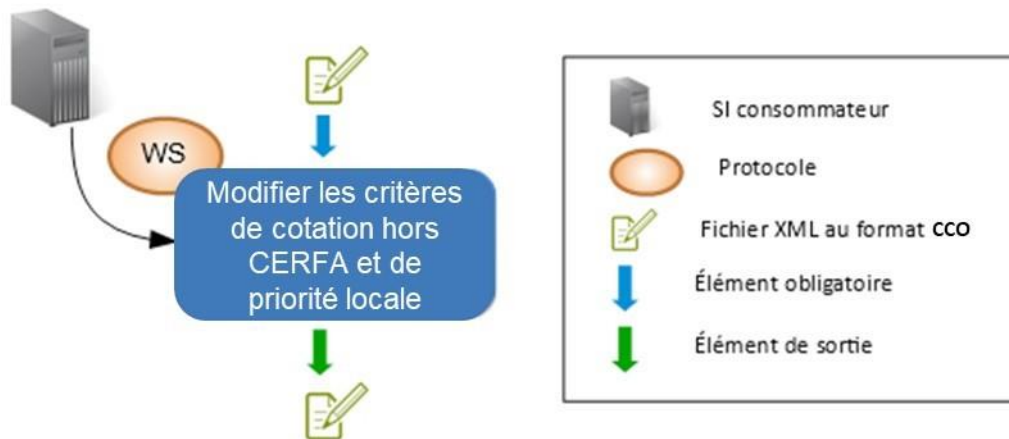 WS
Modifier les critères
de cotation hors
CERFA et de
priorité locale
SI consommateur
Protocole
Fichier XML au format cco
Élément obligatoire
Élément de sortie